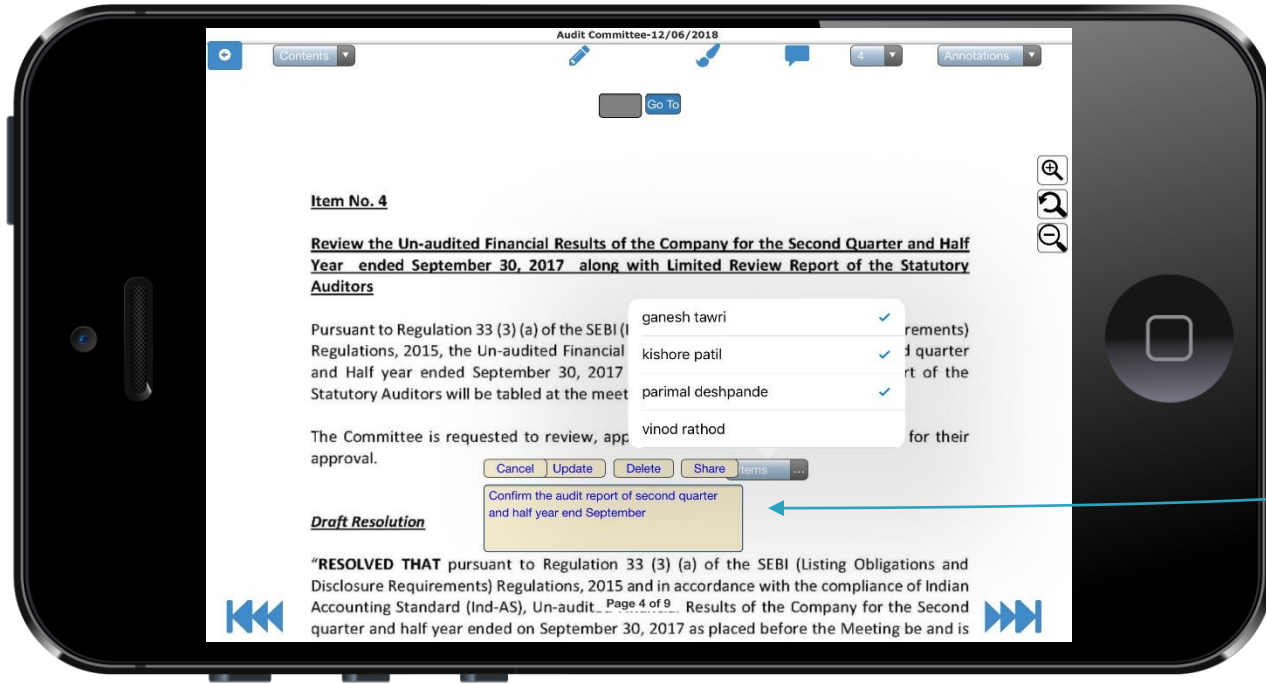 Audit Committee-12/06/2018
Contents
4
Annotations
Go To
Item No. 4
Review the Un-audited Financial Results of the Company for the Second Quarter and Half
Year ended September 30, 2017 along with Limited Review Report of the Statutory
Auditors
ganesh tawri
kishore patil
parimal deshpande
vinod rathod
Pursuant to Regulation 33 (3) (a) of the SEBI (
Regulations, 2015, the Un-audited Financial quarter
and Half year ended September 30, 2017 of the
Statutory Auditors will be tabled at the
The Committee is requested to review, for their
approval.
Cancel Update Delete Share ...
Confirm the audit report of second quarter
and half year end September
Draft Resolution
“RESOLVED THAT pursuant to Regulation 33 (3) (a) of the SEBI (Listing Obligations and
Disclosure Requirements) Regulations, 2015 and in accordance with the compliance of Indian
Accounting Standard (Ind-AS), Results of the Company for the Second
Page 4 of 9
quarter and half year ended on September 30, 2017 as placed before the Meeting be and is